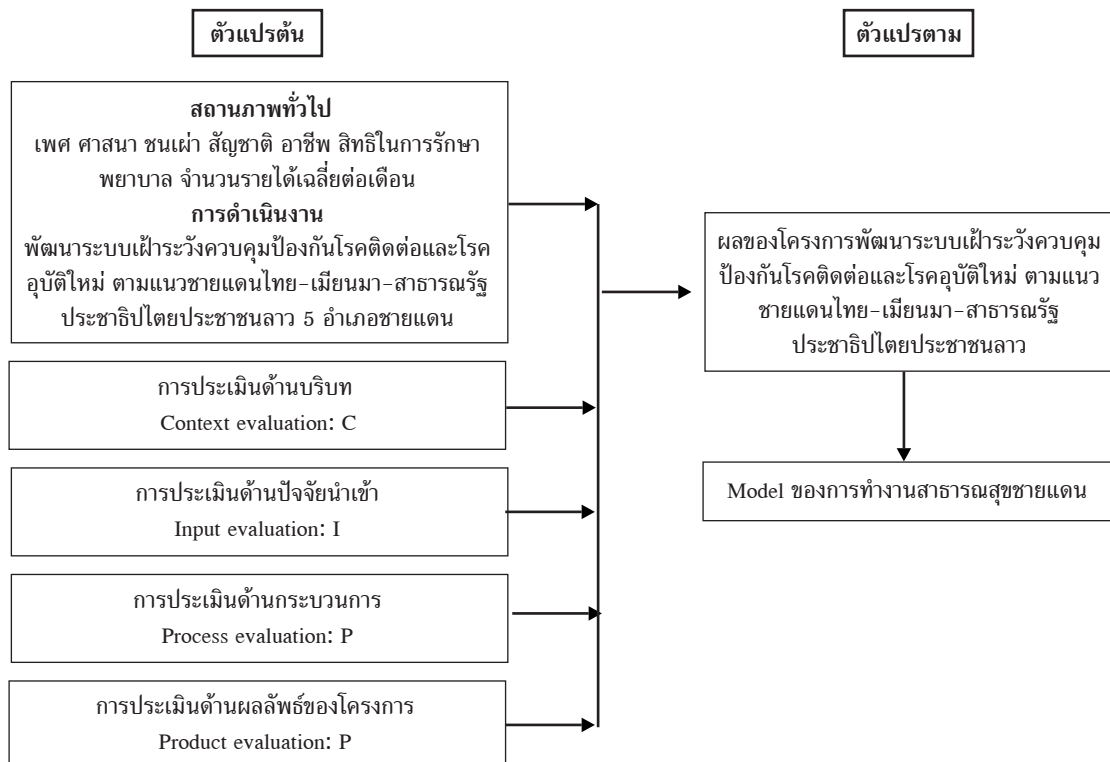 ตัวแปรต้น
ตัวแปรตาม
สถานภาพทั่วไป
เพศ ศาสนา ชนเผ่า สัญชาติ อาชีพ สิทธิในการรักษา
พยาบาล จำนวนรายได้เฉลี่ยต่อเดือน
การดำเนินงาน
พัฒนาระบบเฝ้าระวังควบคุมป้องกันโรคติดต่อและโรค
อุบัติใหม่ ตามแนวชายแดนไทย-เมียนมา-สาธารณรัฐ
ประชาธิปไตยประชาชนลาว 5 อำเภอชายแดน
การประเมินด้านบริบท
Context evaluation: C
การประเมินด้านปัจจัยนำเข้า
Input evaluation: I
การประเมินด้านกระบวนการ
Process evaluation: P
การประเมินด้านผลลัพธ์ของโครงการ
Product evaluation: P
ผลของโครงการพัฒนาระบบเฝ้าระวังควบคุม
ป้องกันโรคติดต่อและโรคอุบัติใหม่ ตามแนว
ชายแดนไทย-เมียนมา-สาธารณรัฐ
ประชาธิปไตยประชาชนลาว
Model ของการทำงานสาธารณสุขชายแดน